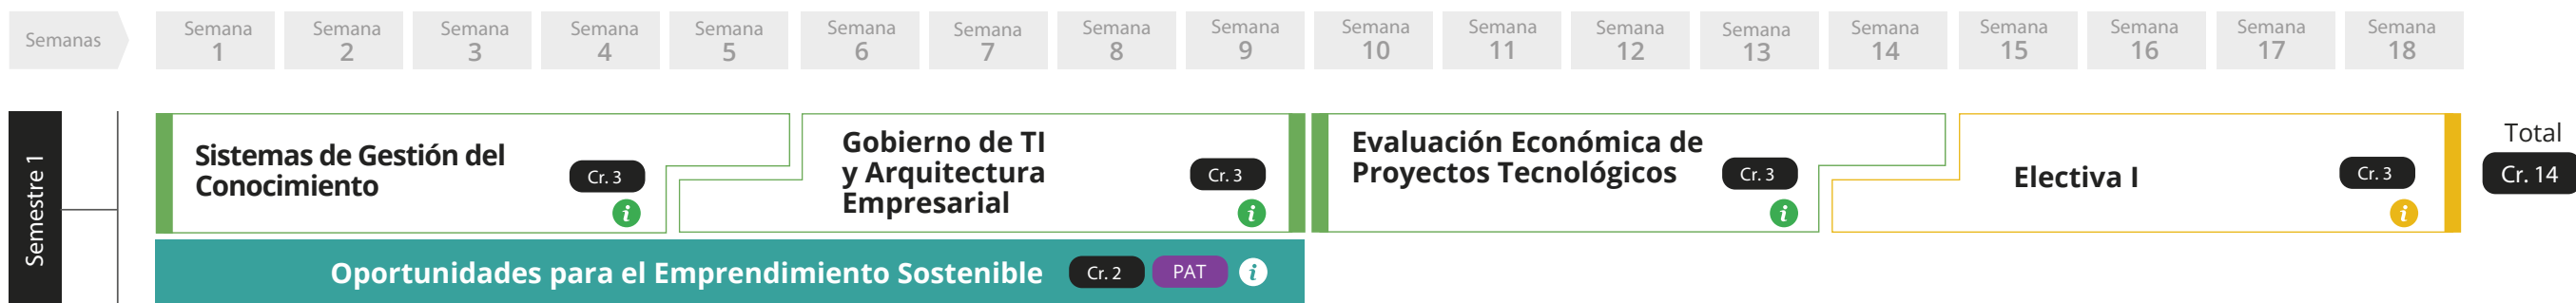 Semanas
Semana
1
Semana
2
Semana
3
Semana
4
Semana
5
Semana
6
Semana
7
Semana
8
Semana
9
Semana
10
Semana
11
Semana
12
Semana
13
Semana
14
Semana
15
Semana
16
Semana
17
Semana
18
Semestre 1
Sistemas de Gestión del
Conocimiento
Cr. 3
i
Gobierno de TI
y Arquitectura
Empresarial
Cr. 3
i
Evaluación Económica de
Proyectos Tecnológicos
Cr. 3
i
Electiva I
Cr. 3
i
Total
Cr. 14
Oportunidades para el Emprendimiento Sostenible
Cr. 2
PAT
i